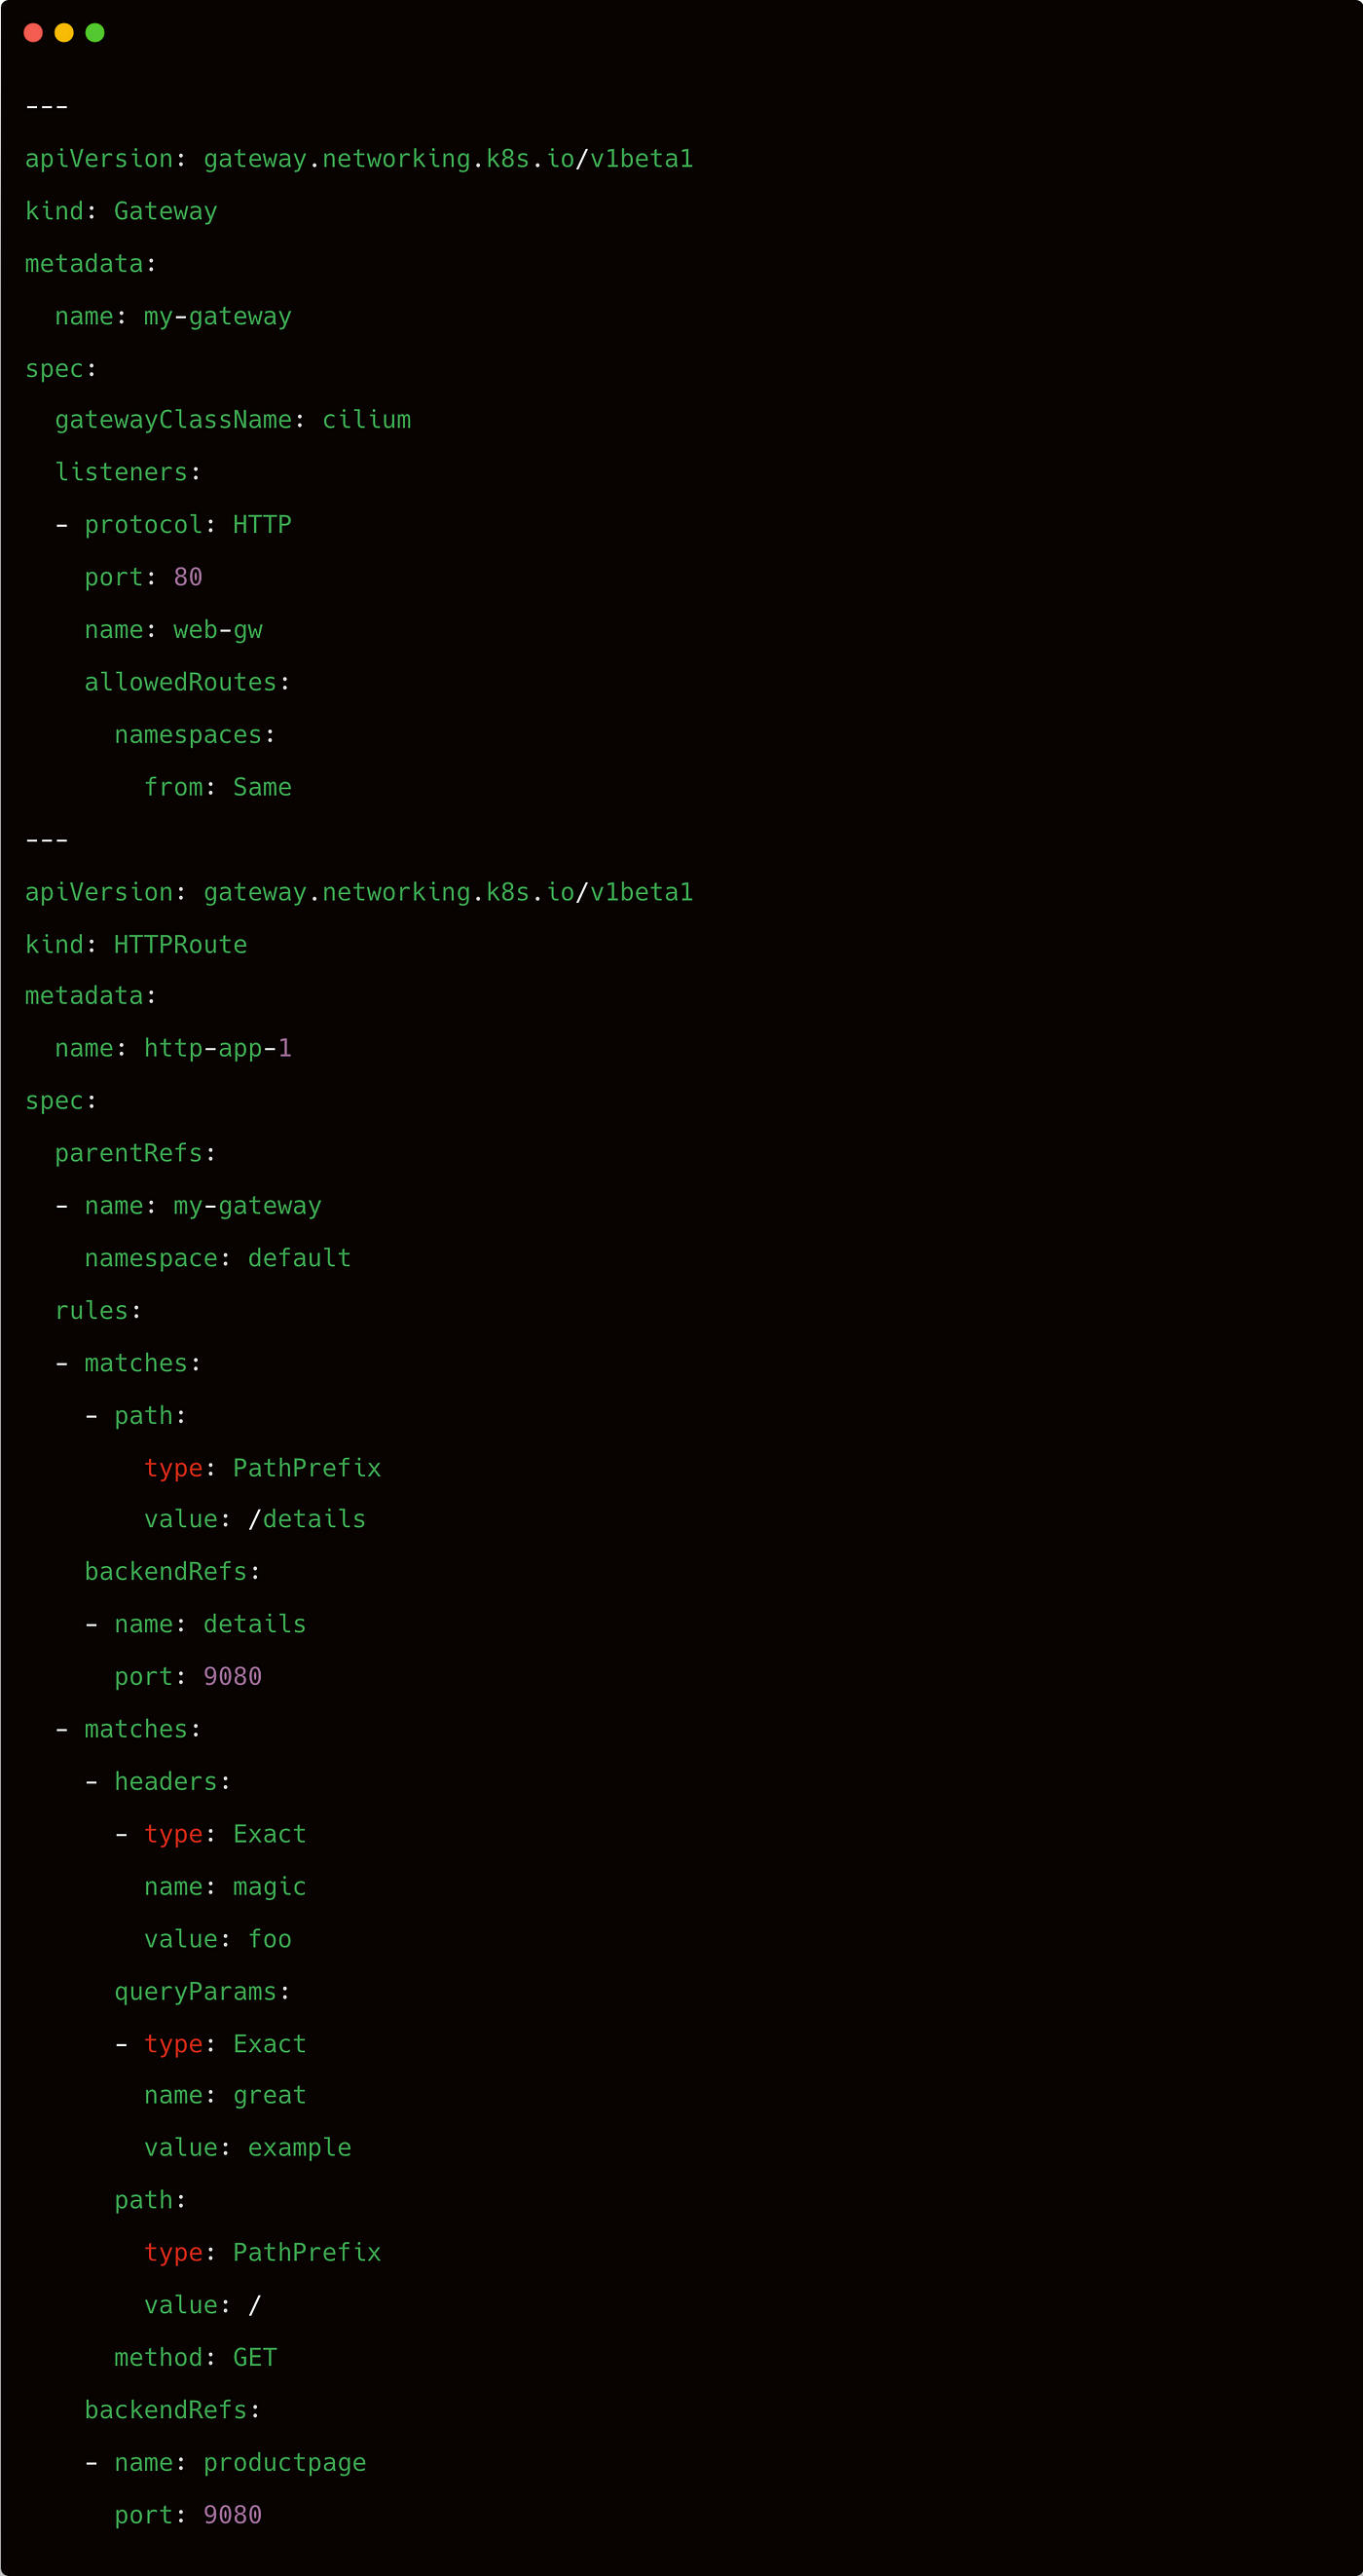 ---
apiVersion: gateway.networking.k8s.io/v1beta1
kind: Gateway
metadata:
  name: my-gateway
spec:
  gatewayClassName: cilium
  listeners:
  - protocol: HTTP
    port: 80
    name: web-gw
    allowedRoutes:
      namespaces:
        from: Same
---
apiVersion: gateway.networking.k8s.io/v1beta1
kind: HTTPRoute
metadata:
  name: http-app-1
spec:
  parentRefs:
  - name: my-gateway
    namespace: default
  rules:
  - matches:
    - path:
        type: PathPrefix
        value: /details
    backendRefs:
    - name: details
      port: 9080
  - matches:
    - headers:
      - type: Exact
        name: magic
        value: foo
      queryParams:
      - type: Exact
        name: great
        value: example
      path:
        type: PathPrefix
        value: /
      method: GET
    backendRefs:
    - name: productpage
      port: 9080